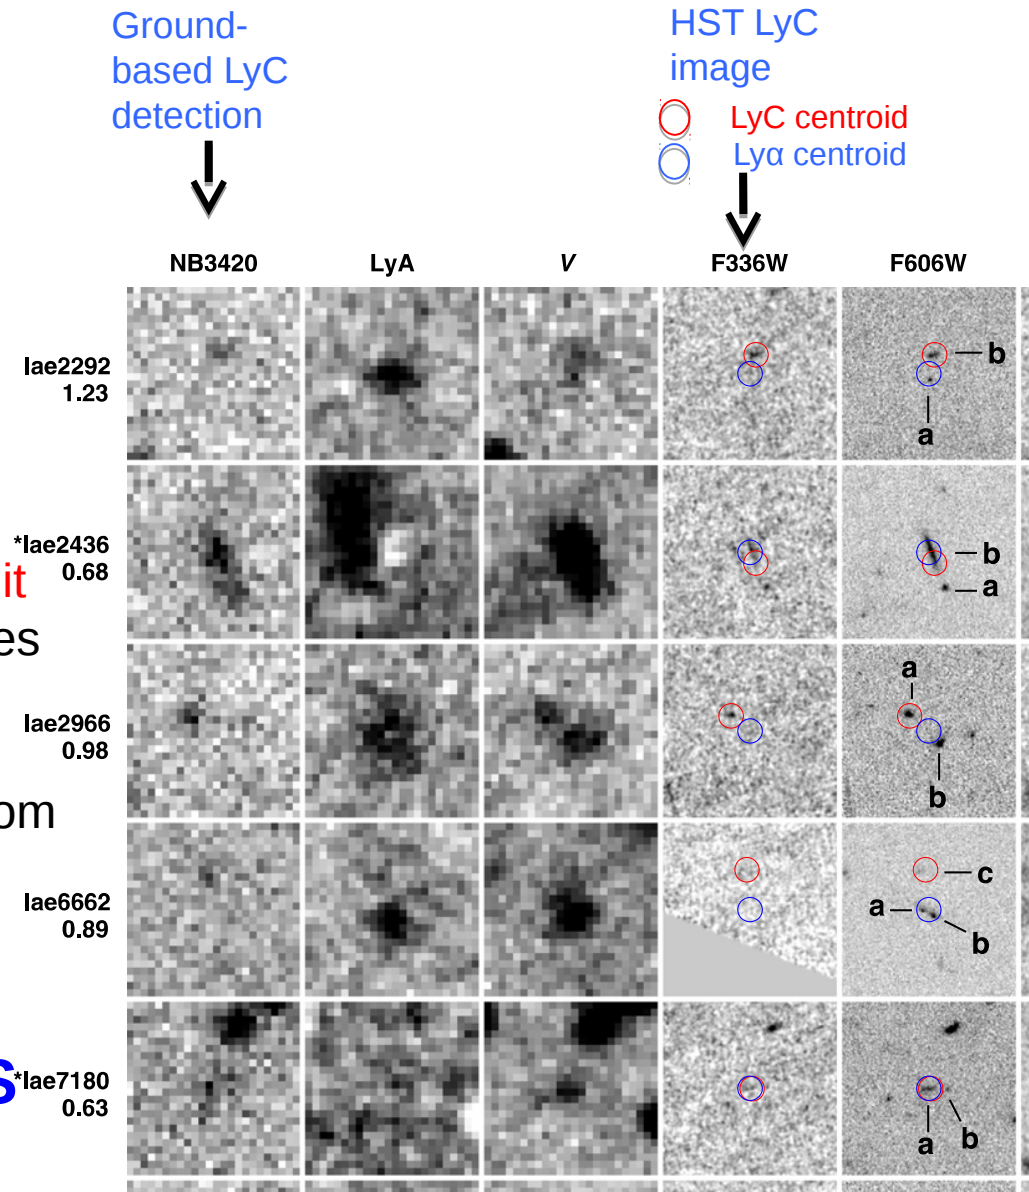 Ground-
based LyC
detection
HST LyC
image
LyC centroid
Lyα centroid
NB3420 LyA V F336W F606W
lae2292
1.23
b
a
*lae2436
0.68
b
a
it
es
lae2966
0.98
a
b
om
lae6662
0.89
c
a
b
s
*lae7180
0.63
a
b